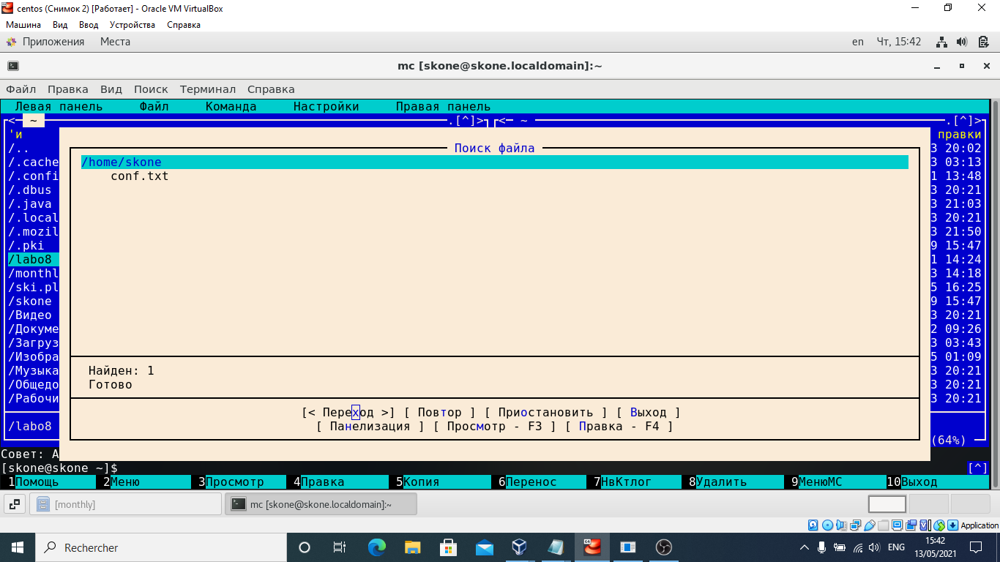 centos (Снимок 2) [Работает] - Oracle VM VirtualBox
Машина Вид Ввод Устройства Справка
Приложения Места en Чт, 15:42
mc [skone@skone.localdomain]:~
Файл Правка Вид Поиск Терминал Справка
Левая панель Файл Команда Настройки Правая панель
<─ ~ .[^]> <─ ~ .[^]>
'и правки
/.. 3 20:02
Поиск файла
/.cache /home/skone 3 03:13
/.confi conf.txt 1 13:48
/.dbus 3 20:21
/.java 3 21:03
/.local 3 20:21
/.mozil 3 21:50
/.pki 9 15:47
/labo8 1 14:24
/monthl 3 14:18
/ski.pl 5 16:25
/skone 9 15:47
/Видео 3 20:21
/Докуме 2 09:26
/Загруз 3 03:43
/Изобра 5 01:09
/Музыка Найден: 1 3 20:21
/Общедо Готово 3 20:21
/Рабочи 3 20:21
[< Переход >] [ Повтор ] [ Приостановить ] [ Выход ]
/labo8 [ Панелизация ] [ Просмотр - F3 ] [ Правка - F4 ]
(64%)
Совет: А
[skone@skone ~]$ [^]
1Помощь 2Меню 3Просмотр 4Правка 5Копия 6Перенос 7НвКтлог 8Удалить 9МенюМС 10Выход
[monthly] mc [skone@skone.localdomain]:~
Application
Rechercher ENG 15:42
13/05/2021